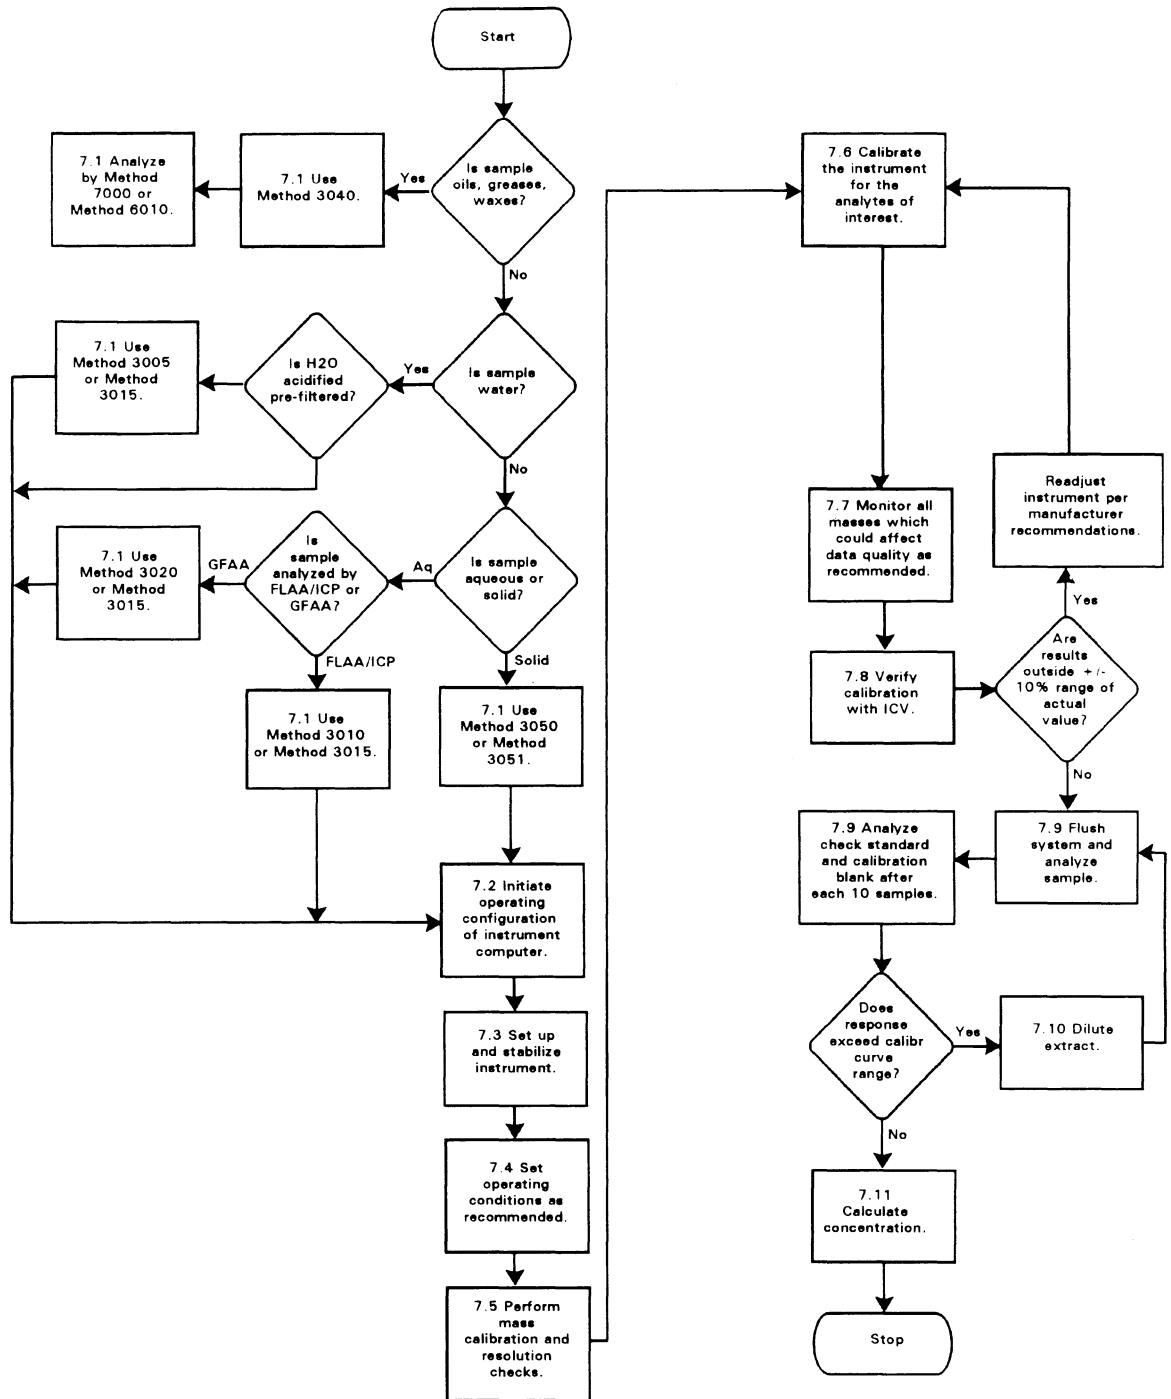 Start
Is sample
oils, greases,
waxes?
Yes
7.1 Use
Method 3040.
7.1 Analyze
by Method
7000 or
Method 6010.
No
Is sample
water?
Yes
Is H2O
acidified
pre-filtered?
7.1 Use
Method 3005
or Method
3015.
No
Is sample
aqueous or
solid?
Aq
Is
sample
analyzed by
FLAA/ICP or
GFAA?
GFAA
7.1 Use
Method 3020
or Method
3015.
FLAA/ICP
7.1 Use
Method 3010
or Method 3015.
Solid
7.1 Use
Method 3050
or Method
3051.
7.2 Initiate
operating
configuration
of instrument
computer.
7.3 Set up
and stabilize
instrument.
7.4 Set
operating
conditions as
recommended.
7.5 Perform
mass
calibration and
resolution
checks.
7.6 Calibrate
the instrument
for the
analytes of
interest.
7.7 Monitor all
masses which
could affect
data quality as
recommended.
7.8 Verify
calibration
with ICV.
Are
results
outside +/-
10% range of
actual
value?
Yes
Readjust
instrument per
manufacturer
recommendations.
No
7.9 Flush
system and
analyze
sample.
7.9 Analyze
check standard
and calibration
blank after
each 10 samples.
Does
response
exceed calibr
curve
range?
Yes
7.10 Dilute
extract.
No
7.11
Calculate
concentration.
Stop